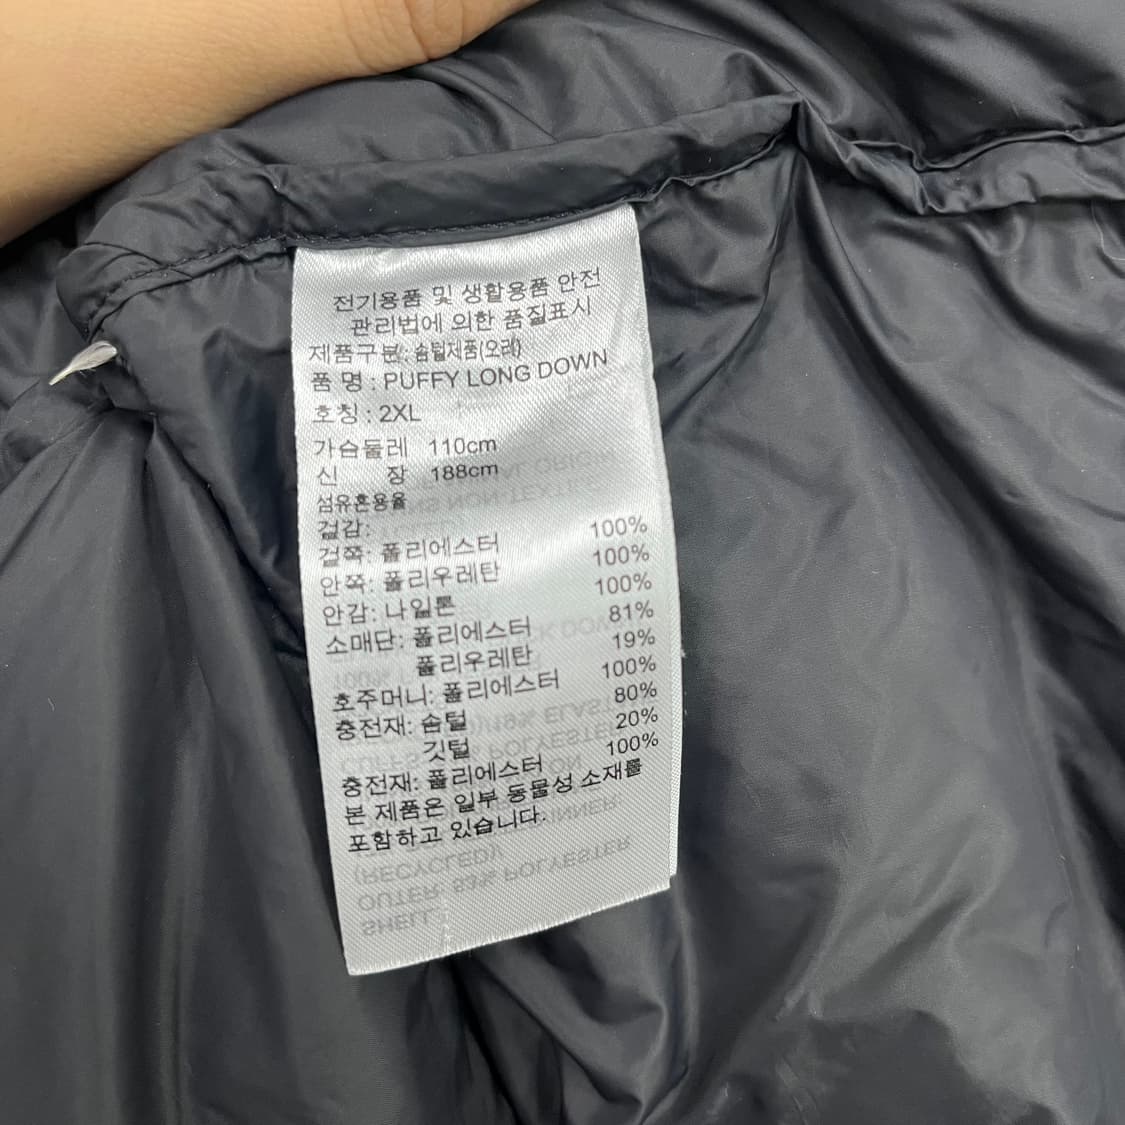 전기용품 및 생활용품 안전
관리법에 의한 품질표시
제품구분: 솜털제품(오리)
품 명 : PUFFY LONG DOWN
호칭 : 2XL
가슴둘레 110cm
신 장 188cm
섬유혼용율
겉감:
겉쪽: 폴리에스터 100%
안쪽: 폴리우레탄 100%
안감: 나일론 100%
소매단: 폴리에스터 81%
폴리우레탄 19%
호주머니: 폴리에스터 100%
충전재: 솜털 80%
깃털 20%
충전재: 폴리에스터 100%
본 제품은 일부 동물성 소재를
포함하고 있습니다.
(RECYCLED)/
OUTER: 53% POLYESTER
SHELL: